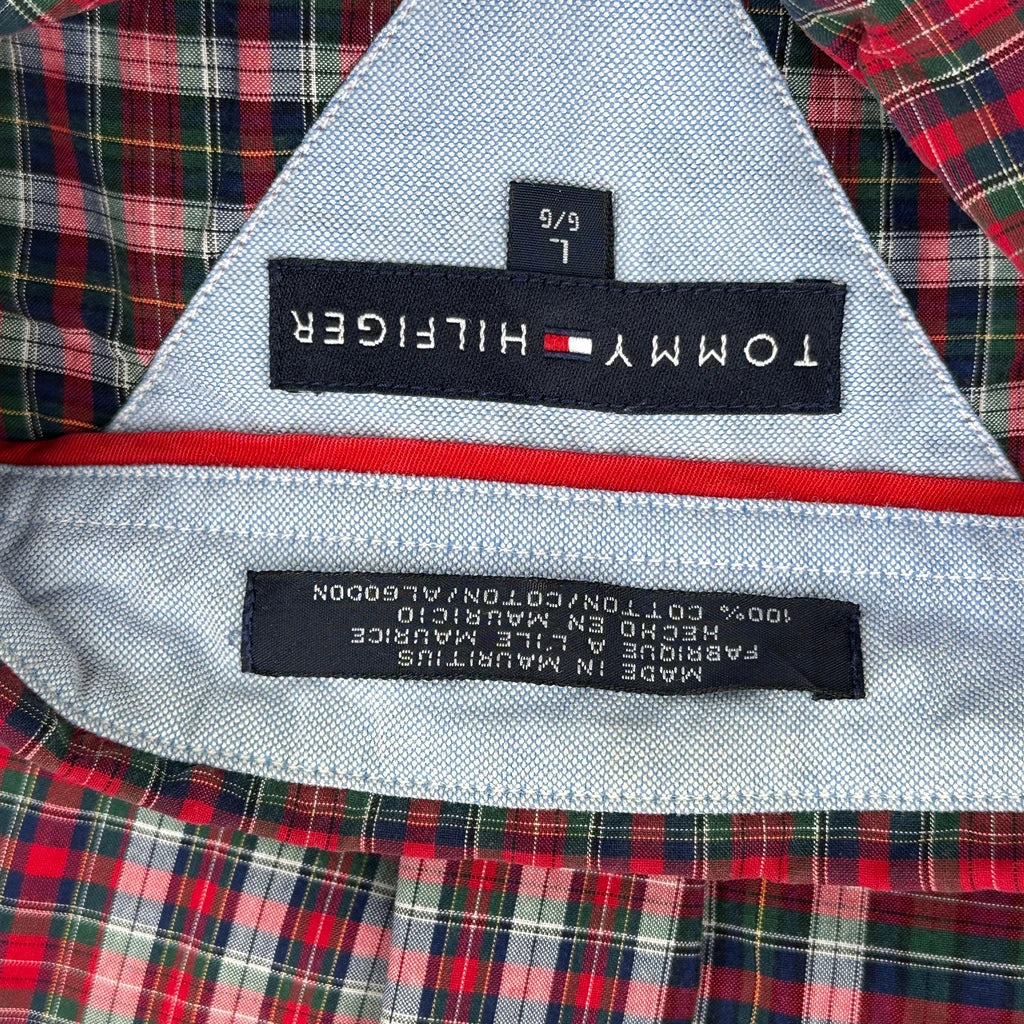 TOMMY HILFIGER
L
G/G
MADE IN MAURITIUS
FABRIQUE A L'ILE MAURICE
HECHO EN MAURICIO
100% COTTON/COTON/ALGODON